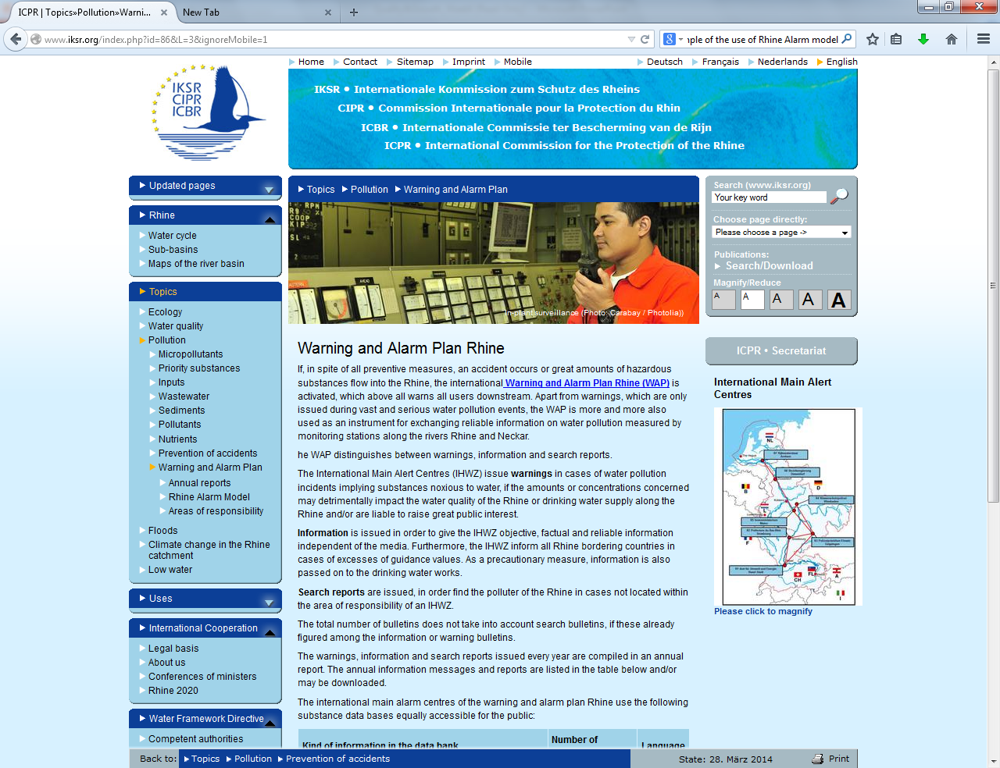 ICPR | Topics»Pollution»Warni...
New Tab
www.iksr.org/index.php?id=86&L=3&ignoreMobile=1
ple of the use of Rhine Alarm model
Home Contact Sitemap Imprint Mobile
Deutsch Français Nederlands English
IKSR
CIPR
ICBR
IKSR • Internationale Kommission zum Schutz des Rheins
CIPR • Commission Internationale pour la Protection du Rhin
ICBR • Internationale Commissie ter Bescherming van de Rijn
ICPR • International Commission for the Protection of the Rhine
Updated pages
Rhine
Water cycle
Sub-basins
Maps of the river basin
Topics
Ecology
Water quality
Pollution
Micropollutants
Priority substances
Inputs
Wastewater
Sediments
Pollutants
Nutrients
Prevention of accidents
Warning and Alarm Plan
Annual reports
Rhine Alarm Model
Areas of responsibility
Floods
Climate change in the Rhine
catchment
Low water
Uses
International Cooperation
Legal basis
About us
Conferences of ministers
Rhine 2020
Water Framework Directive
Competent authorities
Topics Pollution Warning and Alarm Plan
In-plant surveillance (Photo: Carabay / Photolia))
Warning and Alarm Plan Rhine
If, in spite of all preventive measures, an accident occurs or great amounts of hazardous
substances flow into the Rhine, the international Warning and Alarm Plan Rhine (WAP) is
activated, which above all warns all users downstream. Apart from warnings, which are only
issued during vast and serious water pollution events, the WAP is more and more also
used as an instrument for exchanging reliable information on water pollution measured by
monitoring stations along the rivers Rhine and Neckar.
he WAP distinguishes between warnings, information and search reports.
The International Main Alert Centres (IHWZ) issue warnings in cases of water pollution
incidents implying substances noxious to water, if the amounts or concentrations concerned
may detrimentally impact the water quality of the Rhine or drinking water supply along the
Rhine and/or are liable to raise great public interest.
Information is issued in order to give the IHWZ objective, factual and reliable information
independent of the media. Furthermore, the IHWZ inform all Rhine bordering countries in
cases of excesses of guidance values. As a precautionary measure, information is also
passed on to the drinking water works.
Search reports are issued, in order find the polluter of the Rhine in cases not located within
the area of responsibility of an IHWZ.
The total number of bulletins does not take into account search bulletins, if these already
figured among the information or warning bulletins.
The warnings, information and search reports issued every year are compiled in an annual
report. The annual information messages and reports are listed in the table below and/or
may be downloaded.
The international main alarm centres of the warning and alarm plan Rhine use the following
substance data bases equally accessible for the public:
Kind of information in the data bank
Number of
Language
Search (www.iksr.org)
Your key word
Choose page directly:
Please choose a page ->
Publications:
Search/Download
Magnify/Reduce
A A A A A
ICPR • Secretariat
International Main Alert
Centres
NL
B
D
L
F
CH
FL
A
I
Please click to magnify
Back to: Topics Pollution Prevention of accidents
State: 28. März 2014
Print